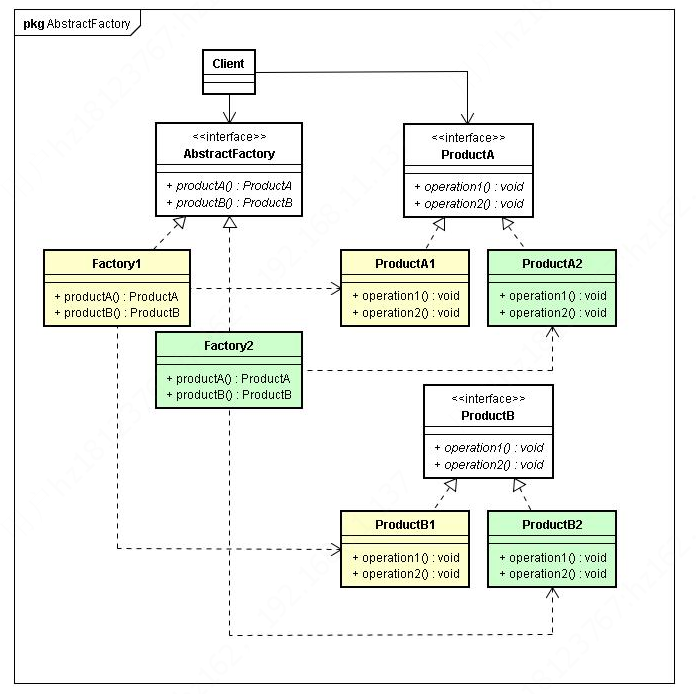 pkg AbstractFactory
Client
<<interface>>
AbstractFactory
+ productA() : ProductA
+ productB() : ProductB
<<interface>>
ProductA
+ operation1() : void
+ operation2() : void
Factory1
+ productA() : ProductA
+ productB() : ProductB
ProductA1
+ operation1() : void
+ operation2() : void
ProductA2
+ operation1() : void
+ operation2() : void
Factory2
+ productA() : ProductA
+ productB() : ProductB
<<interface>>
ProductB
+ operation1() : void
+ operation2() : void
ProductB1
+ operation1() : void
+ operation2() : void
ProductB2
+ operation1() : void
+ operation2() : void